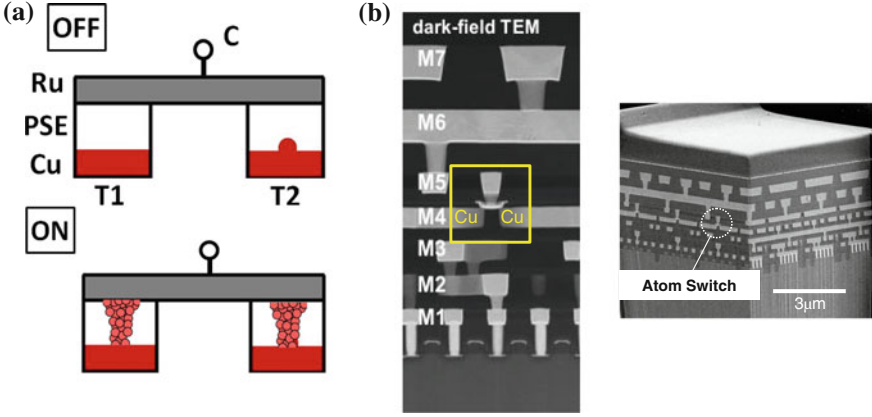 (a)
OFF
C
Ru
PSE
Cu
T1
T2
ON
(b)
dark-field TEM
M7
M6
M5
M4
Cu
Cu
M3
M2
M1
Atom Switch
3μm